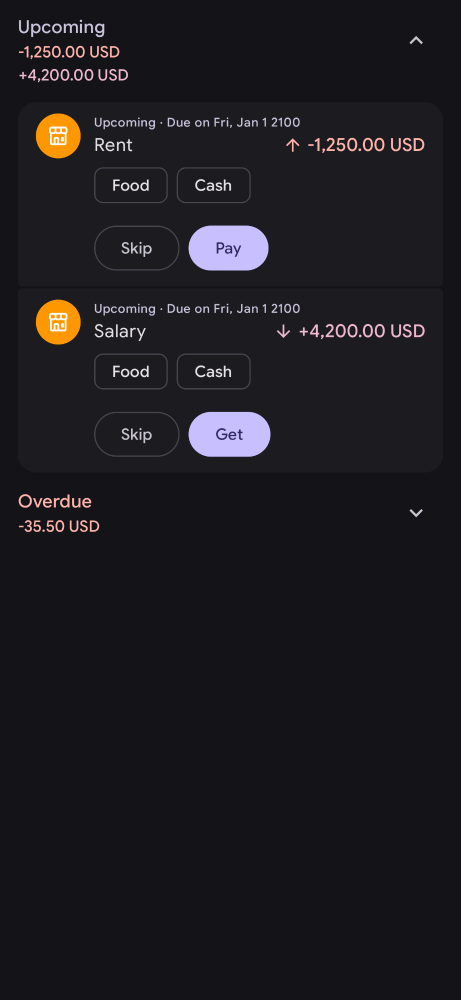 Upcoming
-1,250.00 USD
+4,200.00 USD
Upcoming · Due on Fri, Jan 1 2100
Rent
-1,250.00 USD
Food
Cash
Skip
Pay
Upcoming · Due on Fri, Jan 1 2100
Salary
+4,200.00 USD
Food
Cash
Skip
Get
Overdue
-35.50 USD